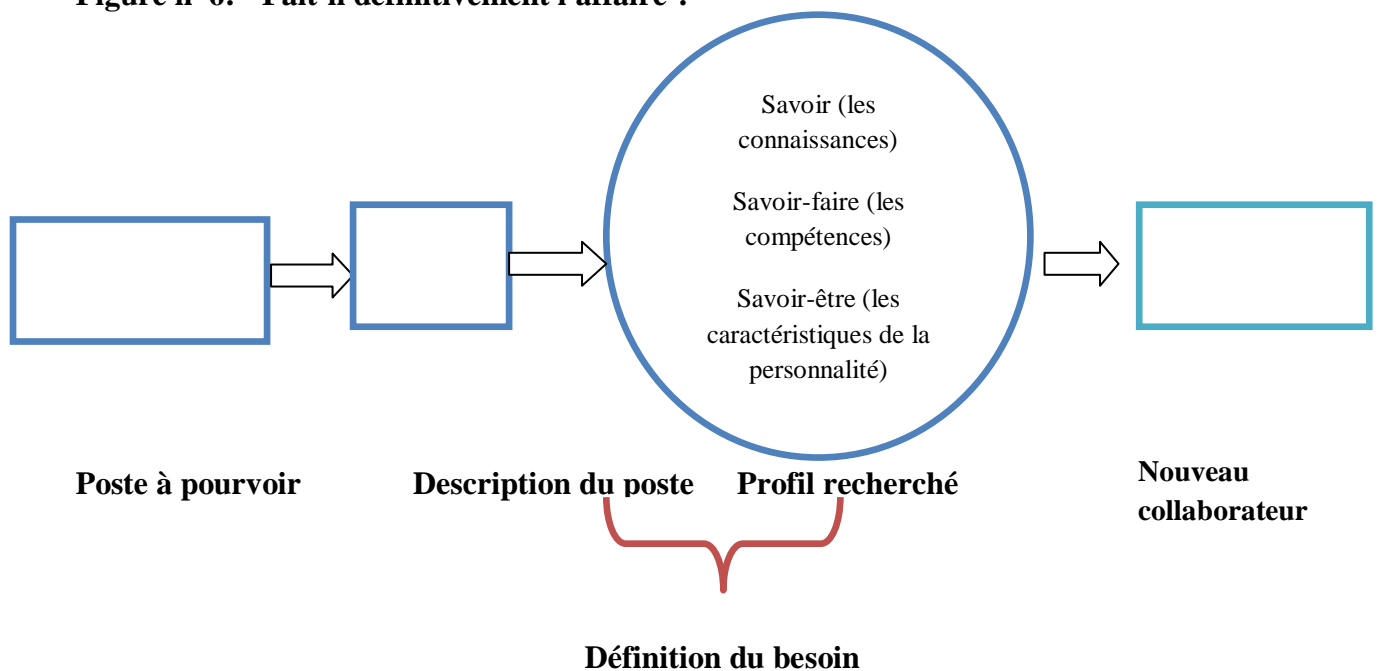 Savoir (les
connaissances)
Savoir-faire (les
compétences)
Savoir-être (les
caractéristiques de la
personnalité)
Poste à pourvoir
Description du poste
Profil recherché
Nouveau
collaborateur
Définition du besoin